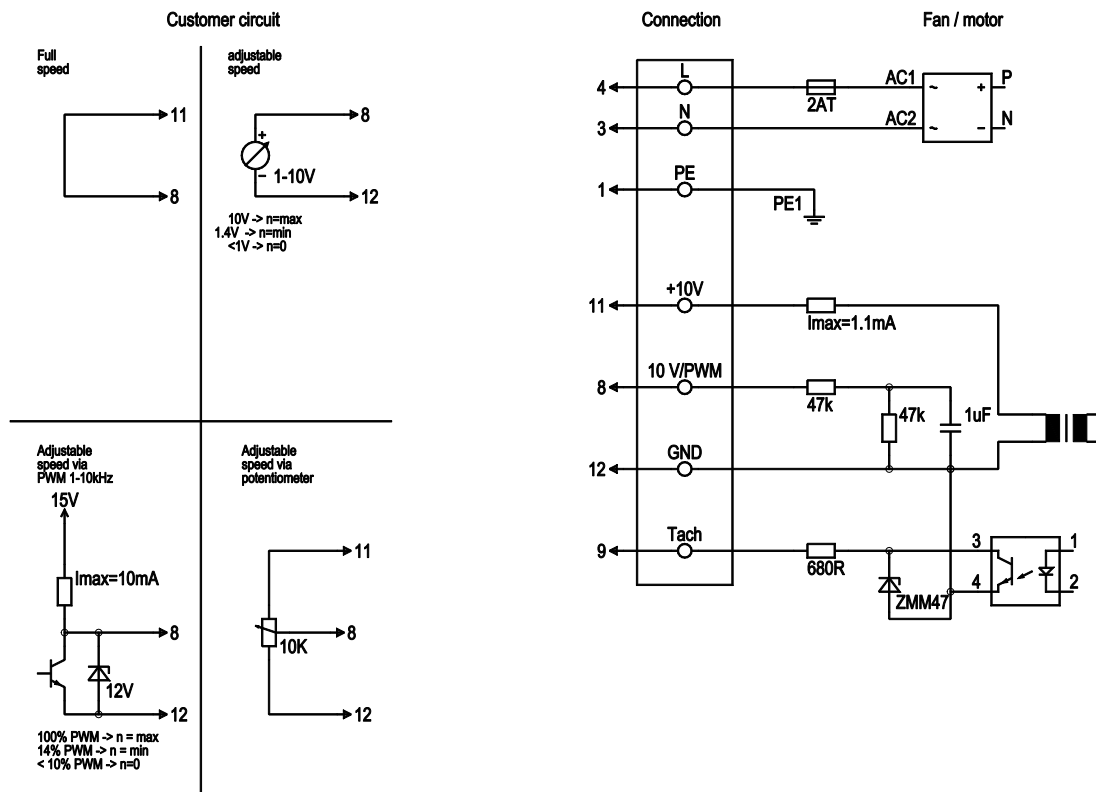 Customer circuit
Connection
Fan / motor
Full
speed
11
8
adjustable
speed
8
+
− 1-10V
12
10V -> n=max
1.4V -> n=min
<1V -> n=0
Adjustable
speed via
PWM 1-10kHz
15V
Imax=10mA
8
12V
12
100% PWM -> n = max
14% PWM -> n = min
< 10% PWM -> n=0
Adjustable
speed via
potentiometer
11
8
10K
12
L
4
2AT
AC1
~ + P
N
3
AC2
~ − N
PE
1
PE1
+10V
11
Imax=1.1mA
10 V/PWM
8
47k
47k
1uF
GND
12
Tach
9
680R
ZMM47
3
1
4
2